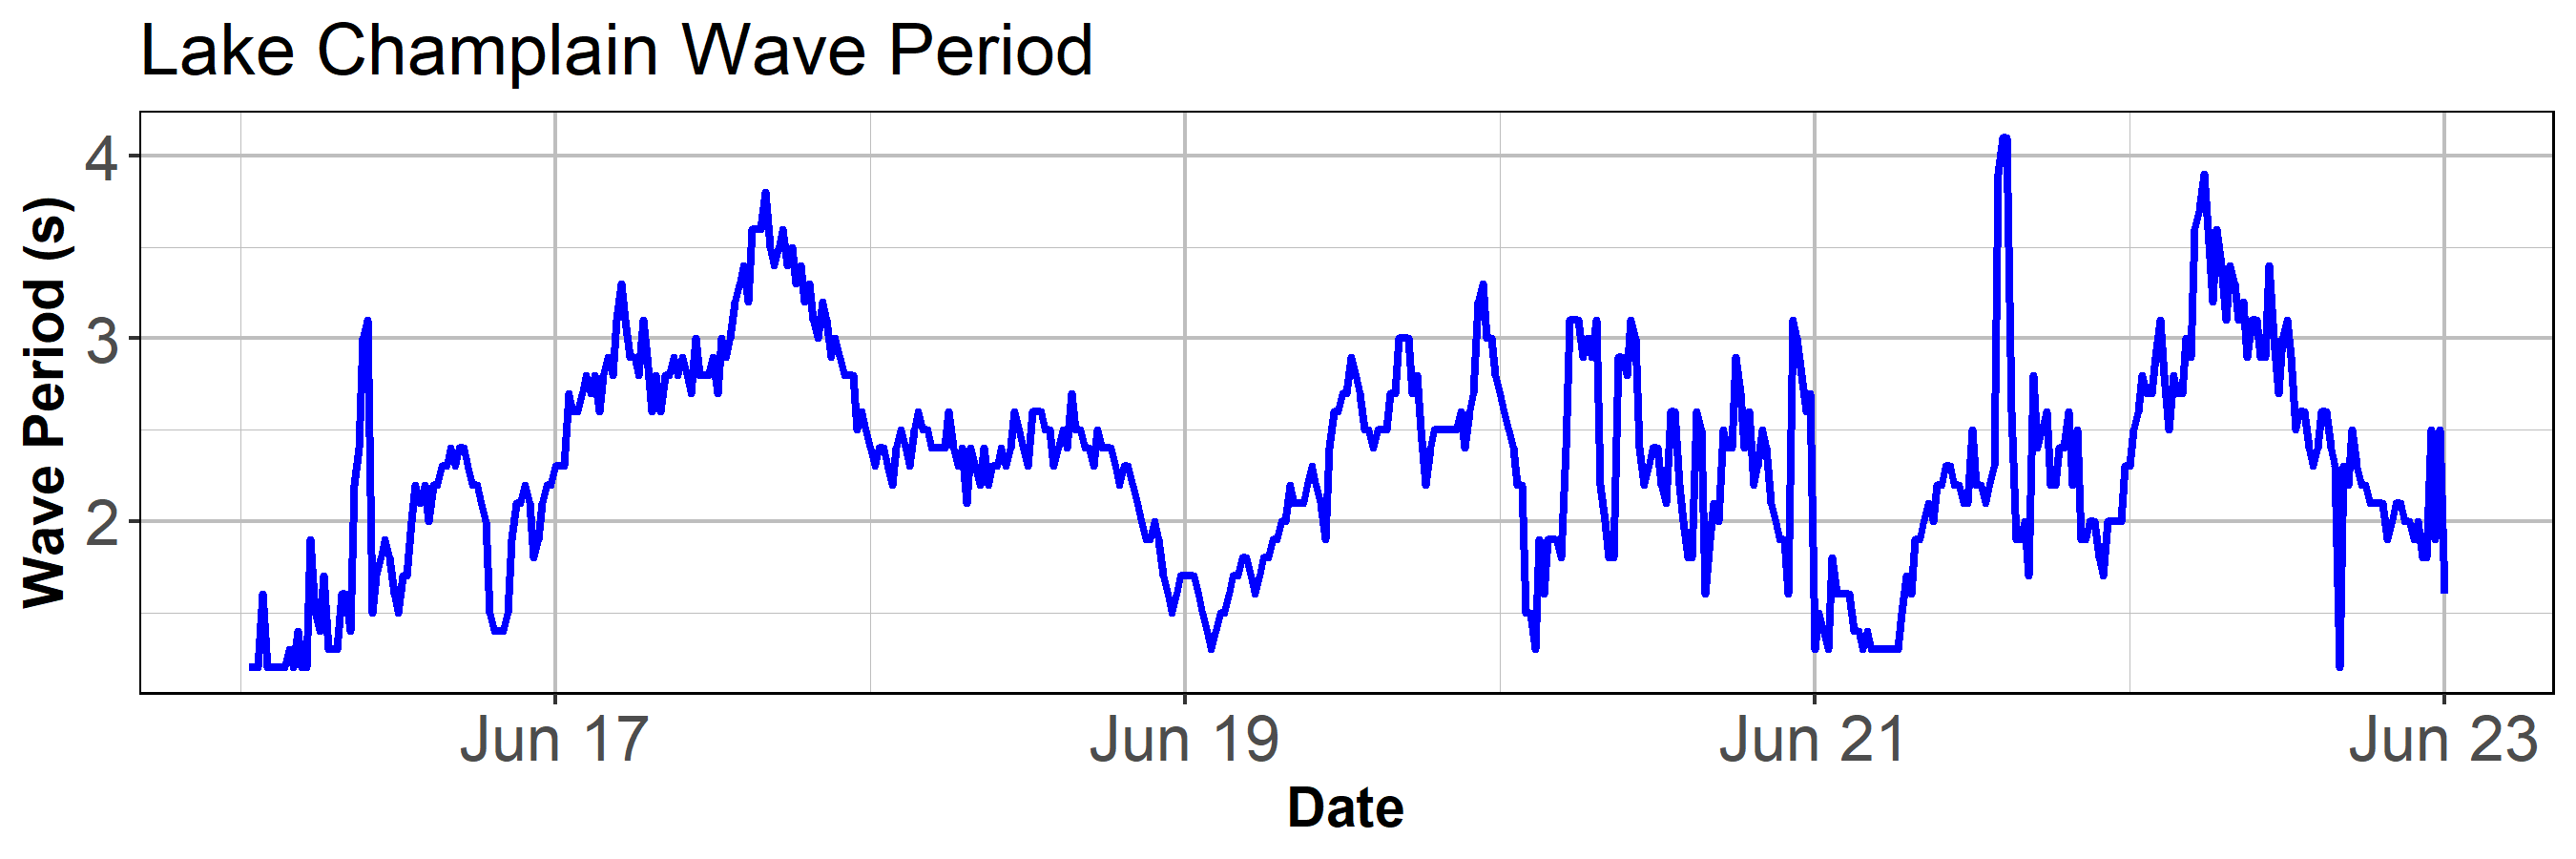 Lake Champlain Wave Period
Wave Period (s)
4
3
2
Jun 17
Jun 19
Jun 21
Jun 23
Date